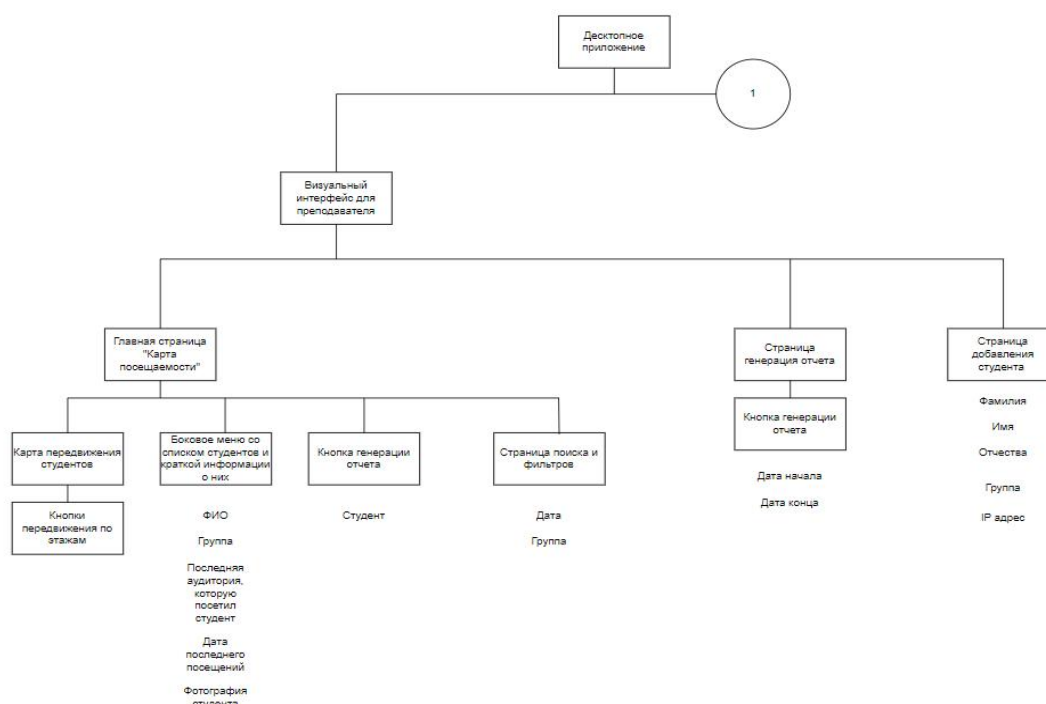 Десктопное
приложение
1
Визуальный
интерфейс для
преподавателя
Главная страница
"Карта
посещаемости"
Страница
генерация отчета
Страница
добавления
студента
Карта передвижения
студентов
Боковое меню со
списком студентов и
краткой информации
о них
Кнопка генерации
отчета
Страница поиска и
фильтров
Кнопка генерации
отчета
Фамилия
Имя
Отчества
Группа
IP адрес
Кнопки
передвижения по
этажам
ФИО
Группа
Последняя
аудитория,
которую
посетил
студент
Дата
последнего
посещений
Фотография
студента
Студент
Дата
Группа
Дата начала
Дата конца